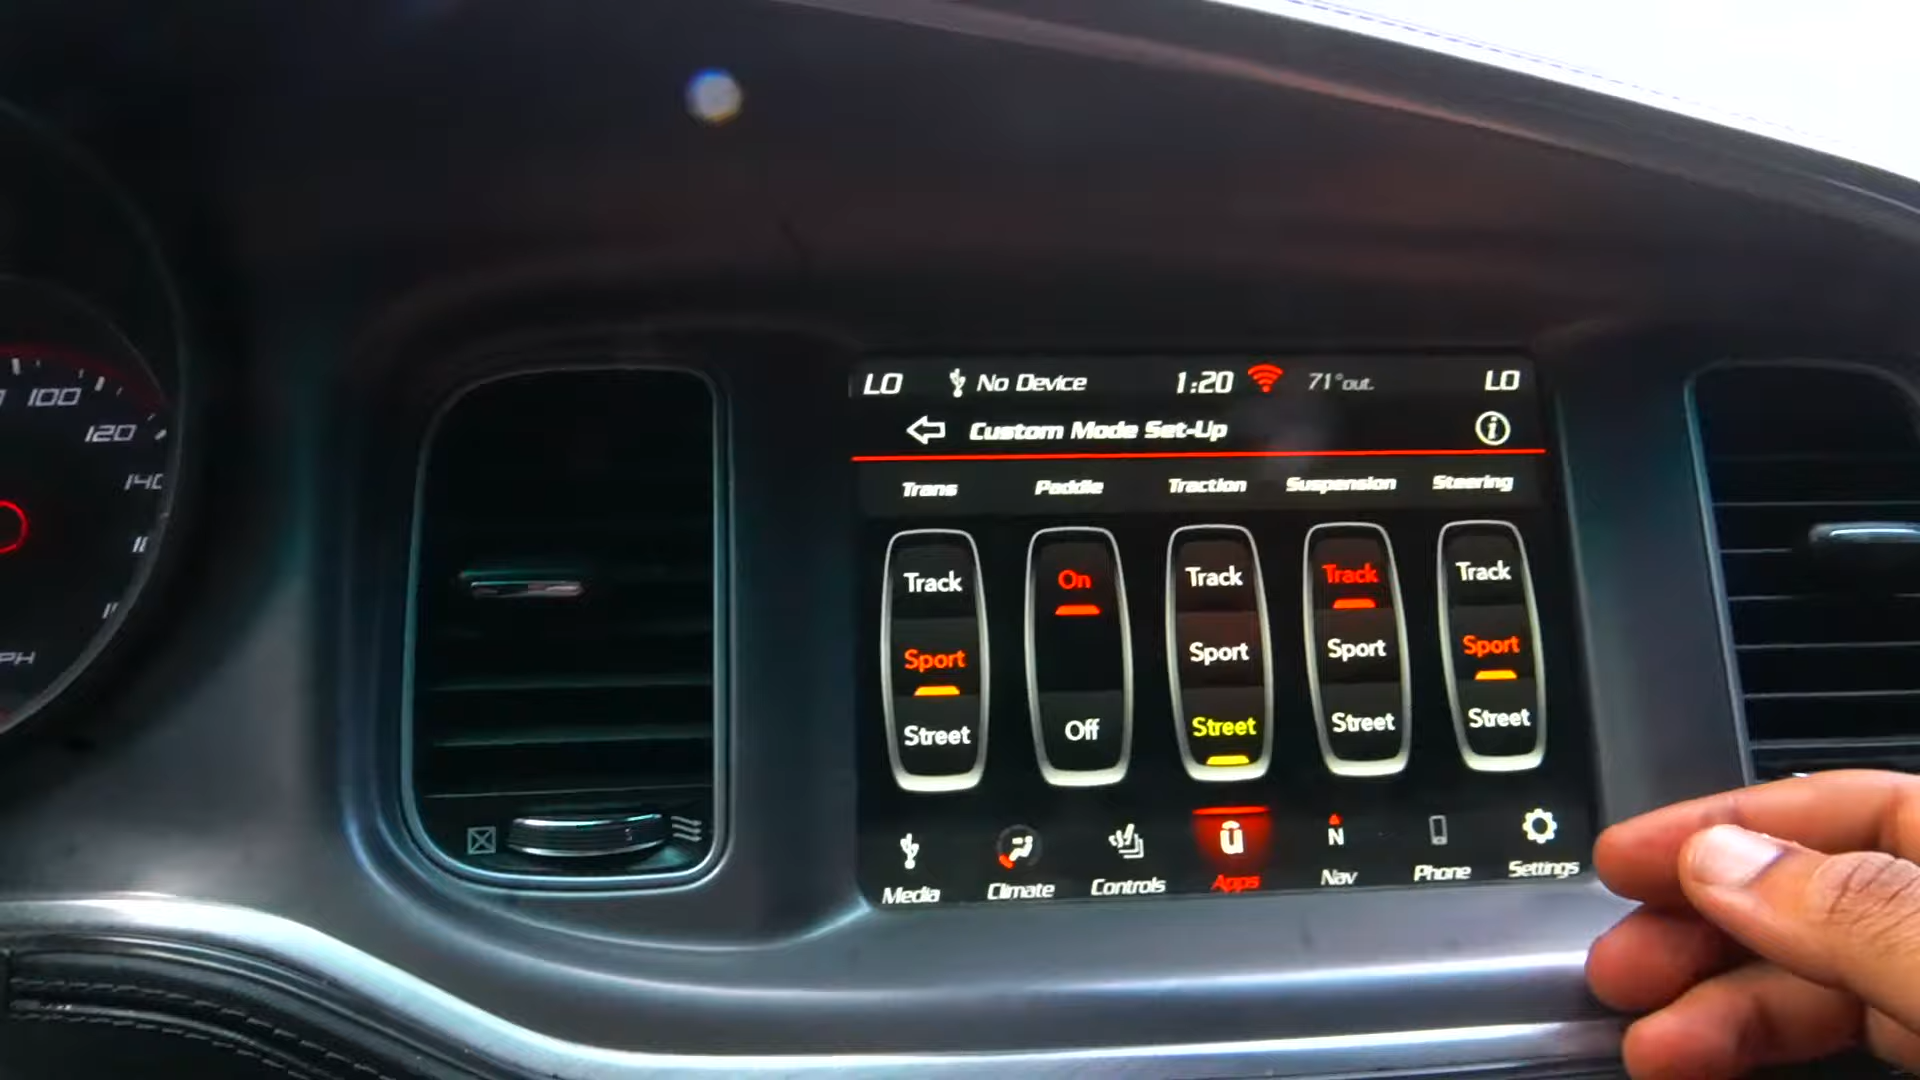 LO No Device 1:20 71°out. LO
Custom Mode Set-Up
Trans Paddle Traction Suspension Steering
Track On Track Track Track
Sport Sport Sport Sport
Street Off Street Street Street
Media Climate Controls Apps N Nav Phone Settings
100
120